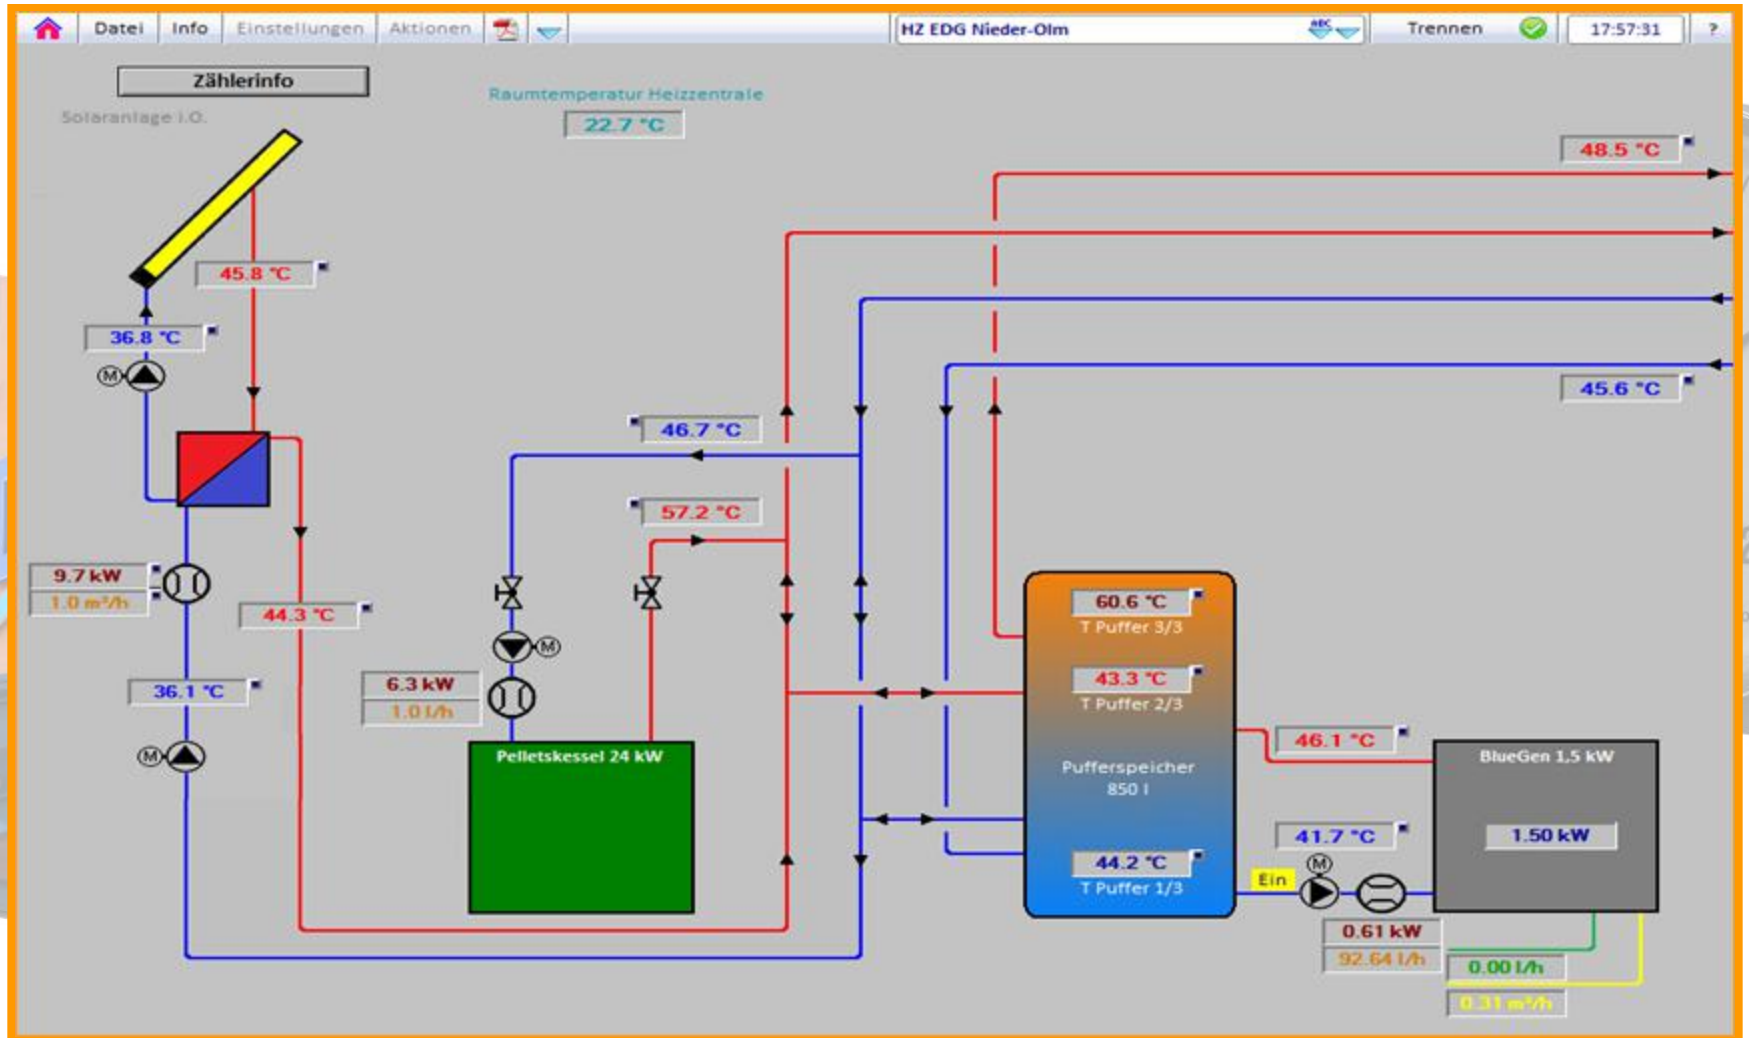 Datei Info Einstellungen Aktionen HZ EDG Nieder-Olm ABC Trennen 17:57:31 ?
Zählerinfo
Solaranlage i.O.
Raumtemperatur Heizzentrale
22.7 °C
48.5 °C
45.8 °C
36.8 °C
M
45.6 °C
46.7 °C
57.2 °C
9.7 kW
1.0 m³/h
44.3 °C
60.6 °C
T Puffer 3/3
M
36.1 °C
6.3 kW
1.0 l/h
43.3 °C
T Puffer 2/3
M
Pelletskessel 24 kW
46.1 °C
BlueGen 1,5 kW
Pufferspeicher
850 l
41.7 °C
1.50 kW
44.2 °C
T Puffer 1/3
M
Ein
0.61 kW
92.64 l/h
0.00 l/h
0.31 m³/h